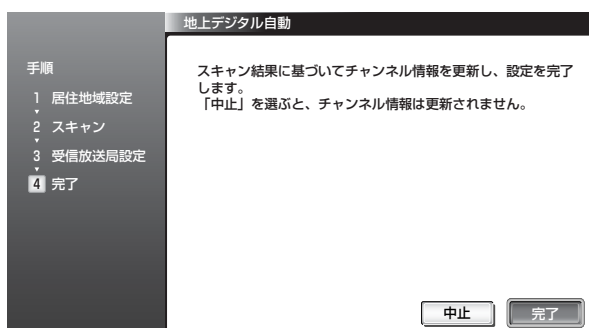 地上デジタル自動
手順
1 居住地域設定
2 スキャン
3 受信放送局設定
4 完了
スキャン結果に基づいてチャンネル情報を更新し、設定を完了
します。
「中止」を選ぶと、チャンネル情報は更新されません。
中止
完了